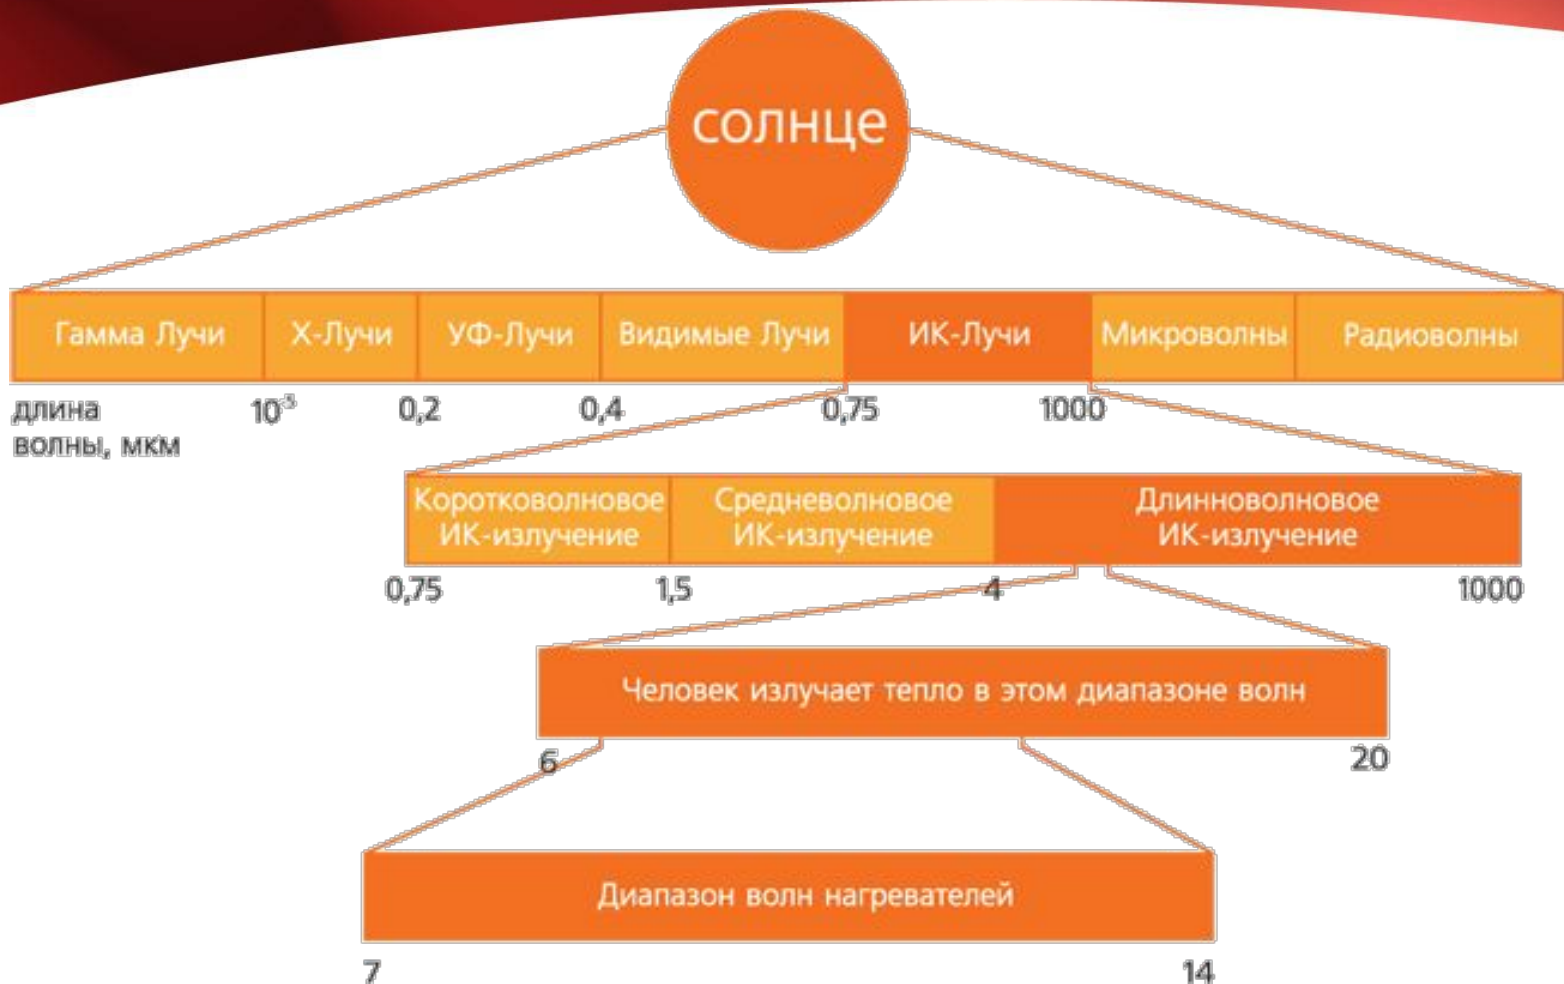 солнце
Гамма Лучи
Х-Лучи
УФ-Лучи
Видимые Лучи
ИК-Лучи
Микроволны
Радиоволны
длина
волны, мкм
10⁻⁵
0,2
0,4
0,75
1000
Коротковолновое
ИК-излучение
Средневолновое
ИК-излучение
Длинноволновое
ИК-излучение
0,75
1,5
4
1000
Человек излучает тепло в этом диапазоне волн
6
20
Диапазон волн нагревателей
7
14